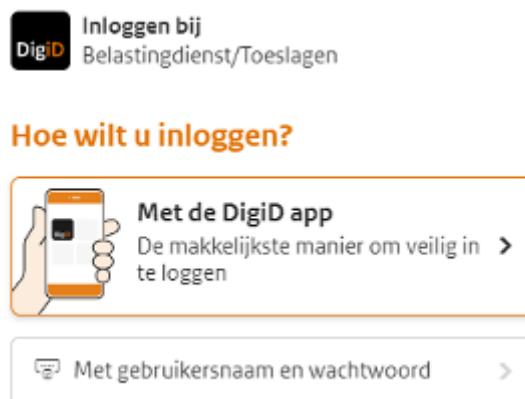 DigiD
Inloggen bij
Belastingdienst/Toeslagen
Hoe wilt u inloggen?
DigiD
Met de DigiD app
De makkelijkste manier om veilig in
te loggen
Met gebruikersnaam en wachtwoord